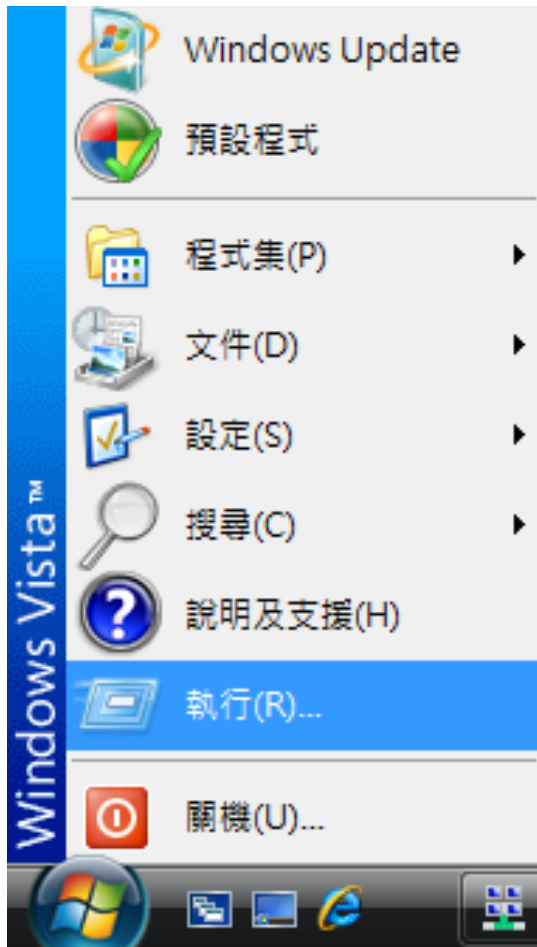 Windows Update
預設程式
程式集(P)
文件(D)
設定(S)
搜尋(C)
說明及支援(H)
執行(R)...
關機(U)...
Windows Vista™